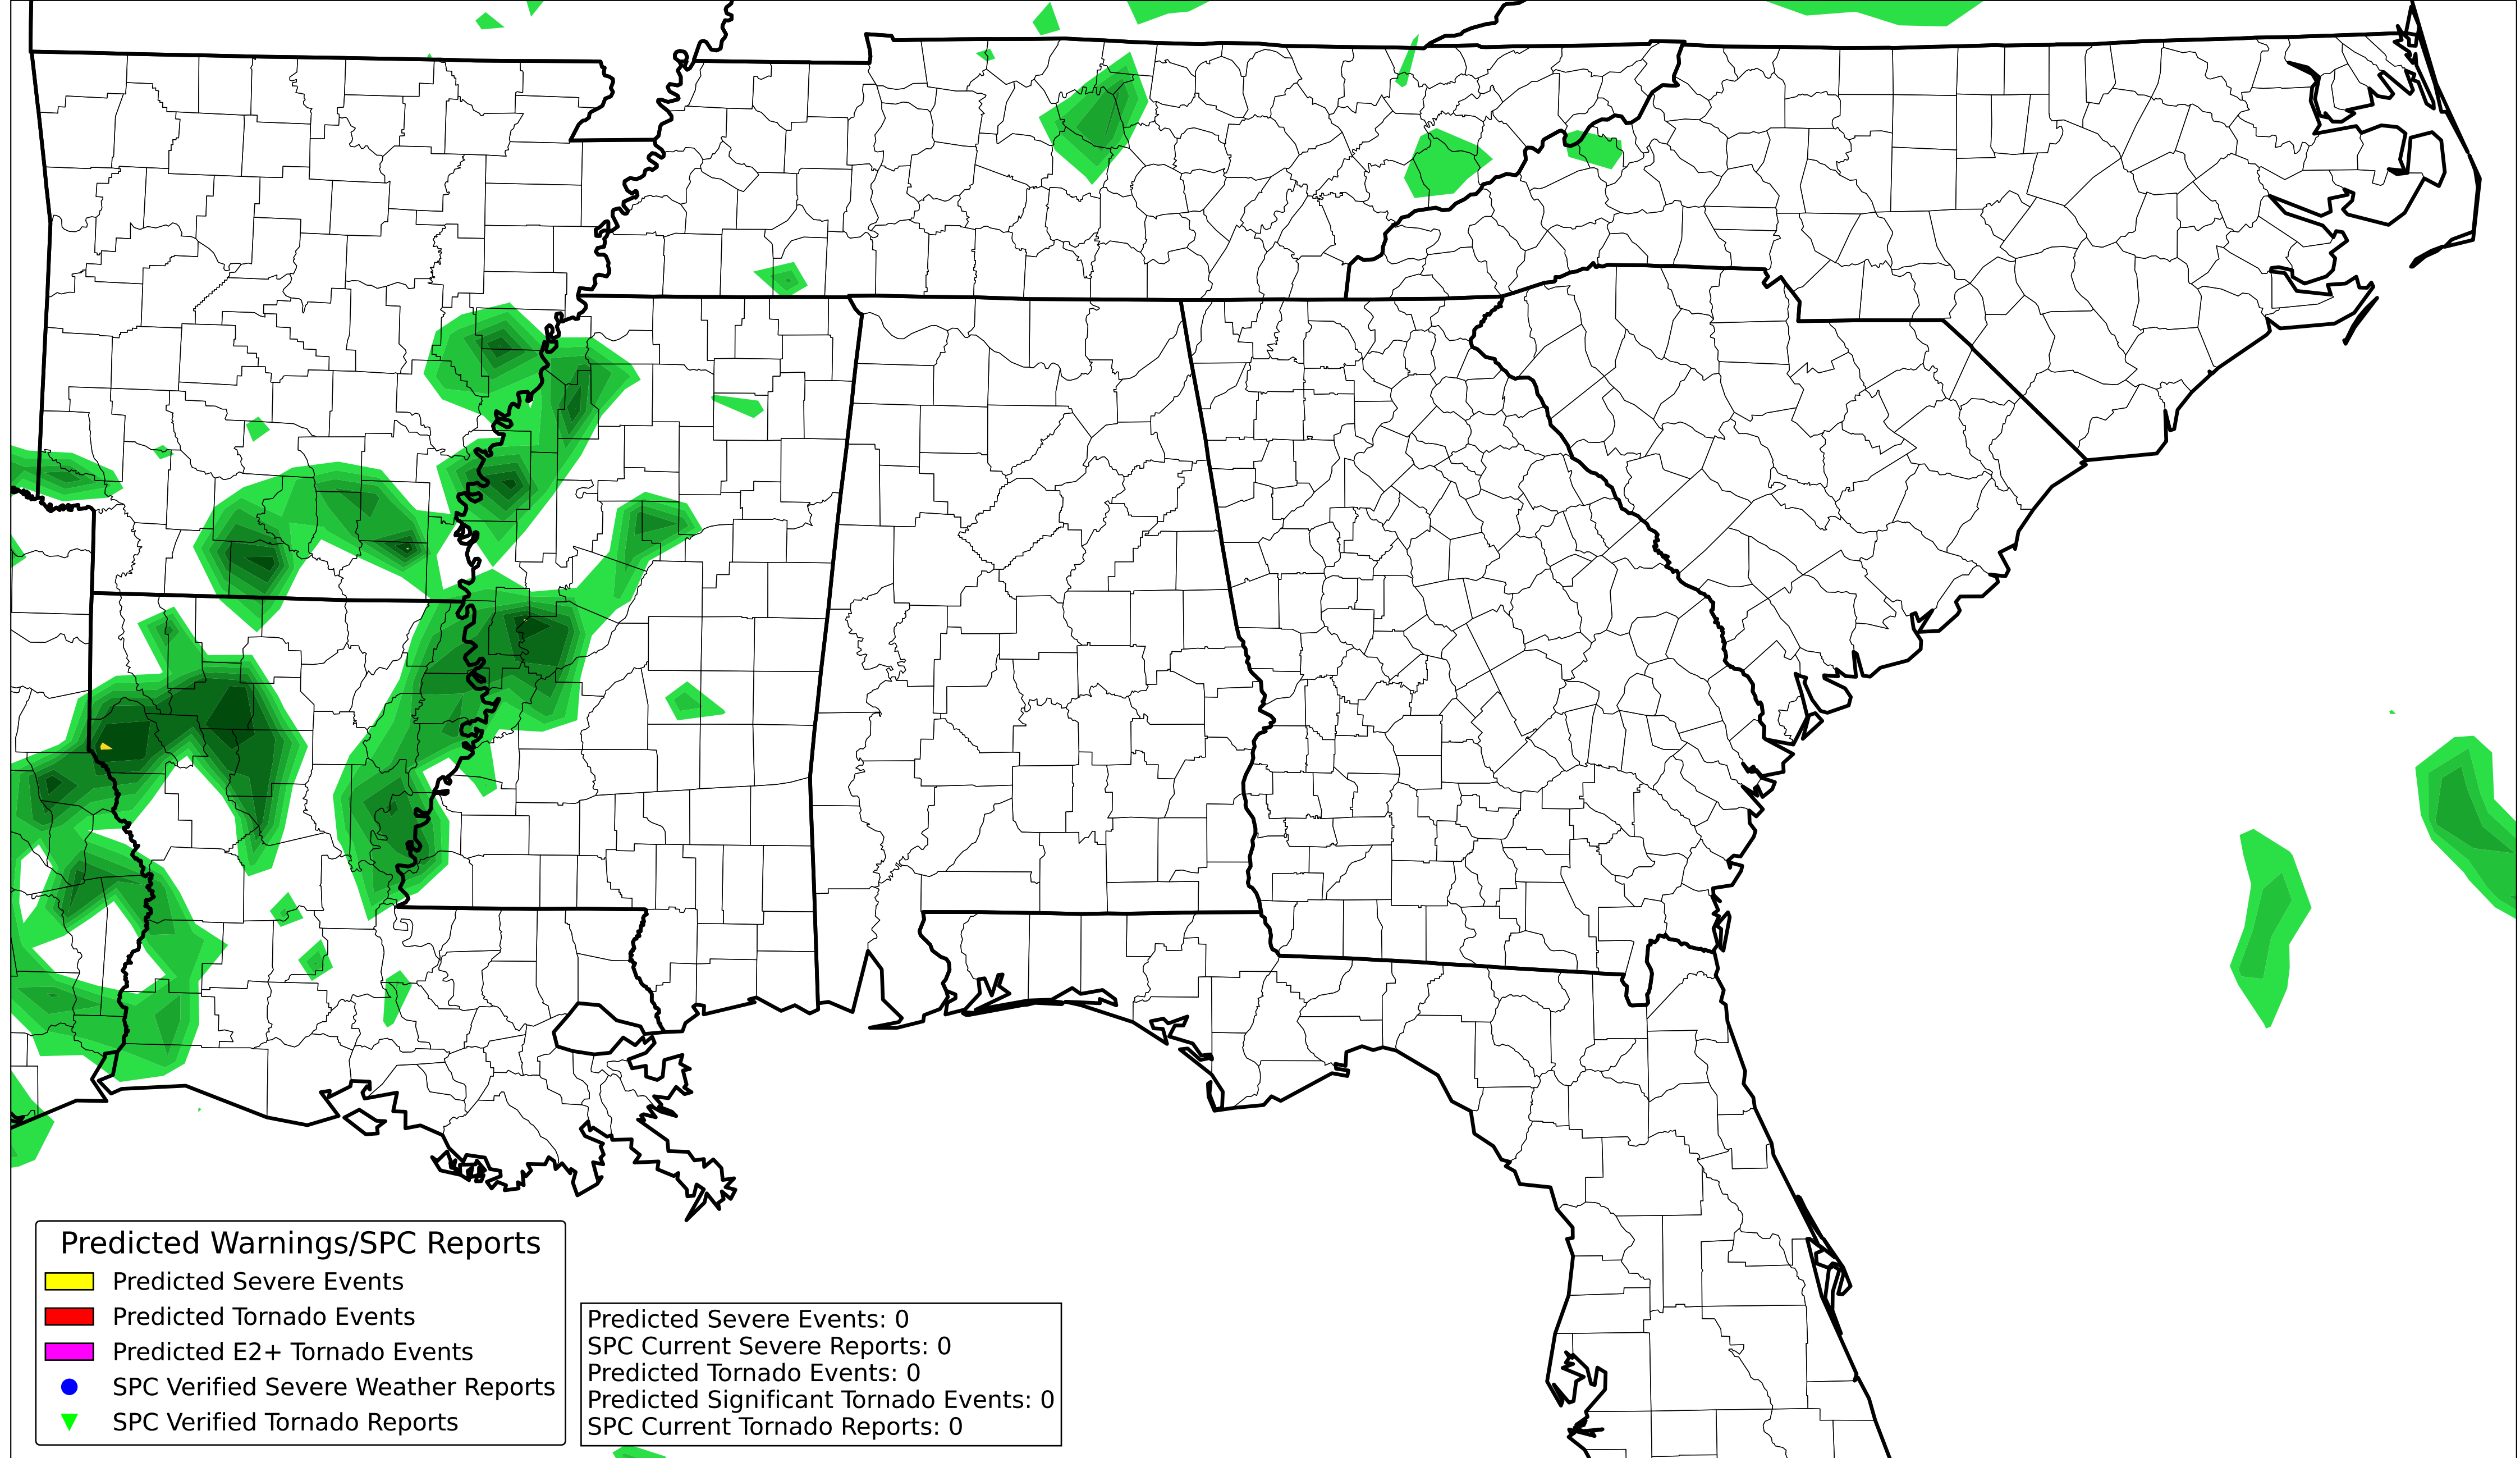 Predicted Warnings/SPC Reports
Predicted Severe Events
Predicted Tornado Events
Predicted E2+ Tornado Events
SPC Verified Severe Weather Reports
SPC Verified Tornado Reports
Predicted Severe Events: 0
SPC Current Severe Reports: 0
Predicted Tornado Events: 0
Predicted Significant Tornado Events: 0
SPC Current Tornado Reports: 0